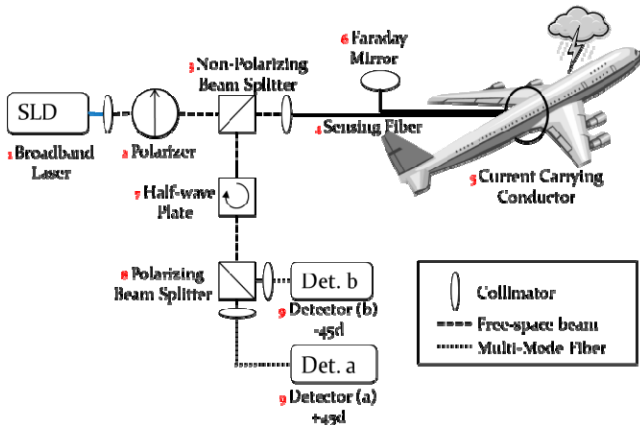 6 Faraday
Mirror
3 Non-Polarizing
Beam Splitter
SLD
1 Broadband
Laser
2 Polarizer
4 Sensing Fiber
5 Current Carrying
Conductor
7 Half-wave
Plate
8 Polarizing
Beam Splitter
Det. b
9 Detector (b)
-45d
Det. a
9 Detector (a)
+45d
Collimator
Free-space beam
Multi-Mode Fiber